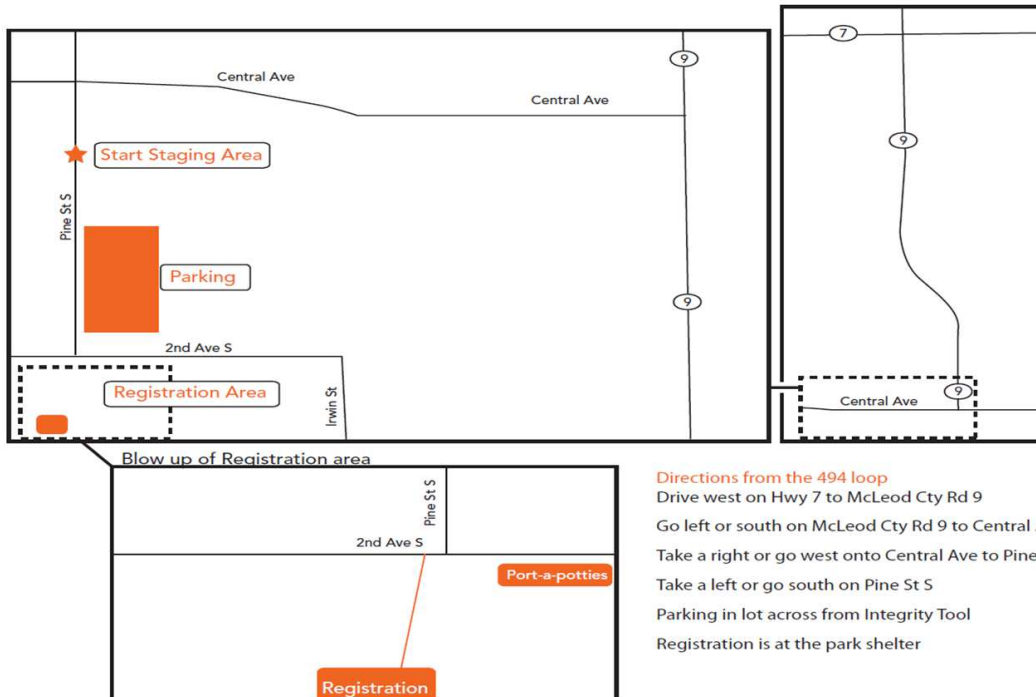 7
9
Central Ave
Central Ave
9
Start Staging Area
Pine St S
Parking
9
2nd Ave S
Registration Area
Irwin St
9
Central Ave
Blow up of Registration area
Pine St S
2nd Ave S
Port-a-potties
Registration
Directions from the 494 loop
Drive west on Hwy 7 to McLeod Cty Rd 9
Go left or south on McLeod Cty Rd 9 to Central
Take a right or go west onto Central Ave to Pine
Take a left or go south on Pine St S
Parking in lot across from Integrity Tool
Registration is at the park shelter